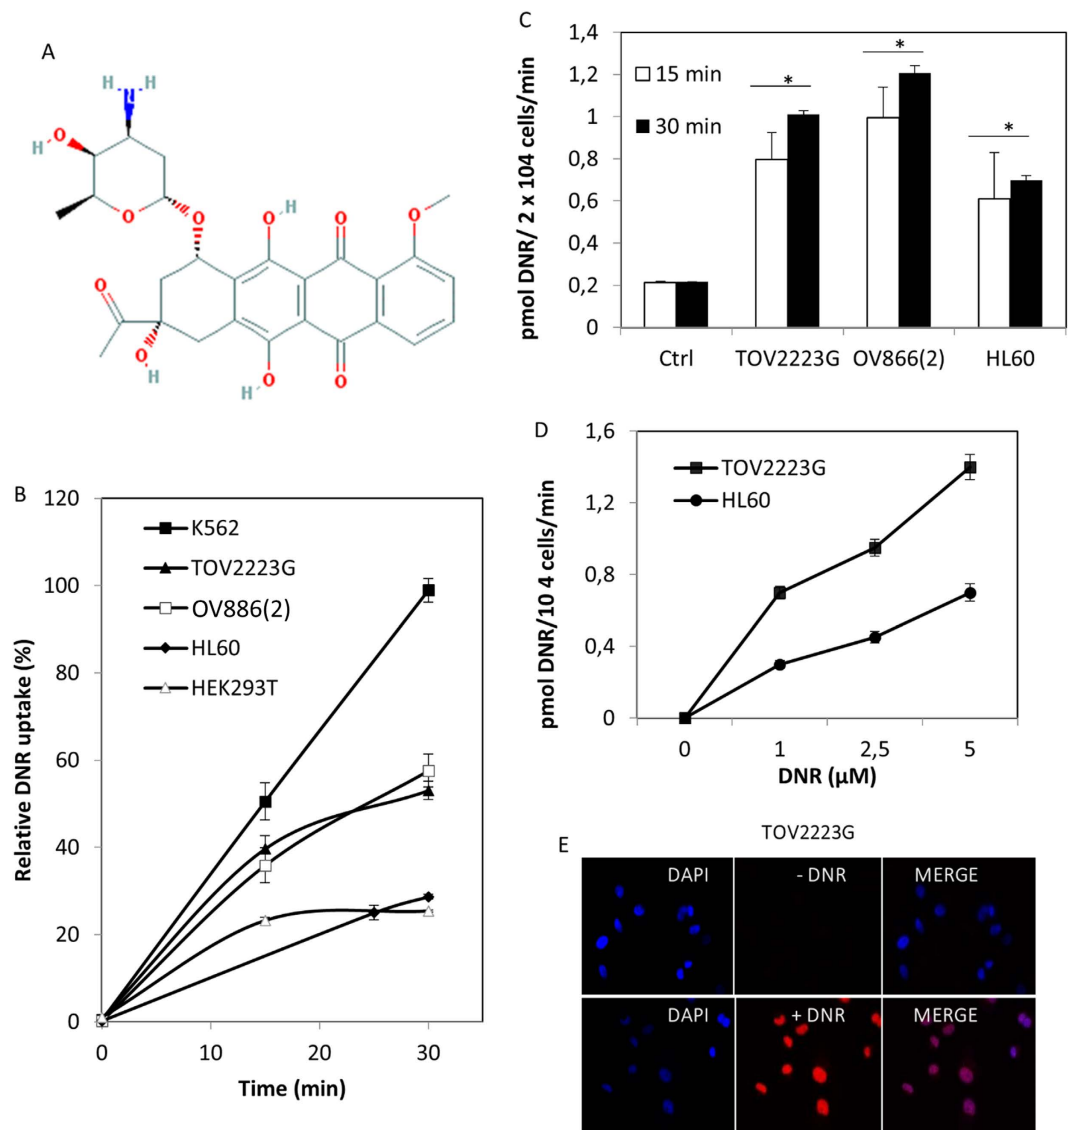 A
H
H
N
H
O
O
O
O
H
O
O
O
O
H
O
H
O
O
B
120
100
80
60
40
20
0
0
10
20
30
Relative DNR uptake (%)
Time (min)
K562
TOV2223G
OV886(2)
HL60
HEK293T
C
1,4
1,2
1
0,8
0,6
0,4
0,2
0
pmol DNR/ 2 x 104 cells/min
15 min
30 min
*
*
*
Ctrl
TOV2223G
OV866(2)
HL60
D
1,6
1,2
0,8
0,4
0
pmol DNR/10 4 cells/min
TOV2223G
HL60
0
1
2,5
5
DNR (µM)
E
TOV2223G
DAPI
- DNR
MERGE
DAPI
+ DNR
MERGE